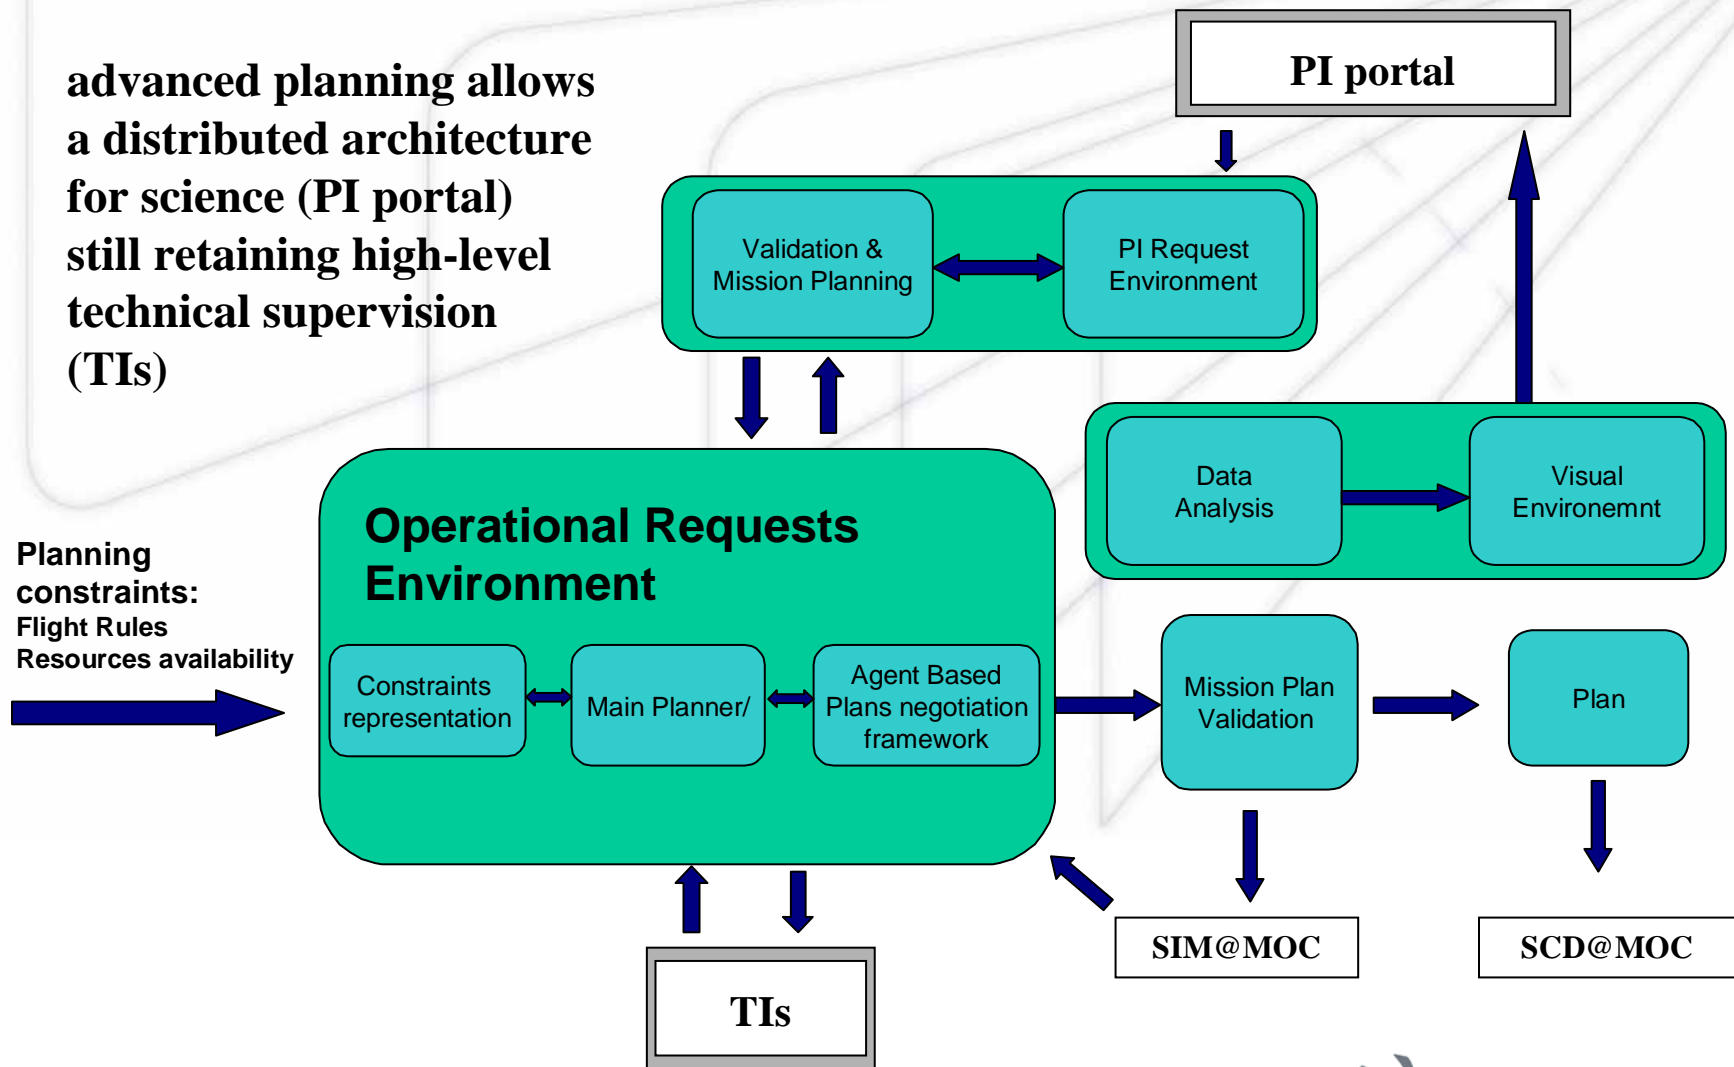 advanced planning allows
a distributed architecture
for science (PI portal)
still retaining high-level
technical supervision
(TIs)
PI portal
Validation &
Mission Planning
PI Request
Environment
Data
Analysis
Visual
Environemnt
Operational Requests
Environment
Planning
constraints:
Flight Rules
Resources availability
Constraints
representation
Main Planner/
Agent Based
Plans negotiation
framework
Mission Plan
Validation
Plan
SIM@MOC
SCD@MOC
TIs